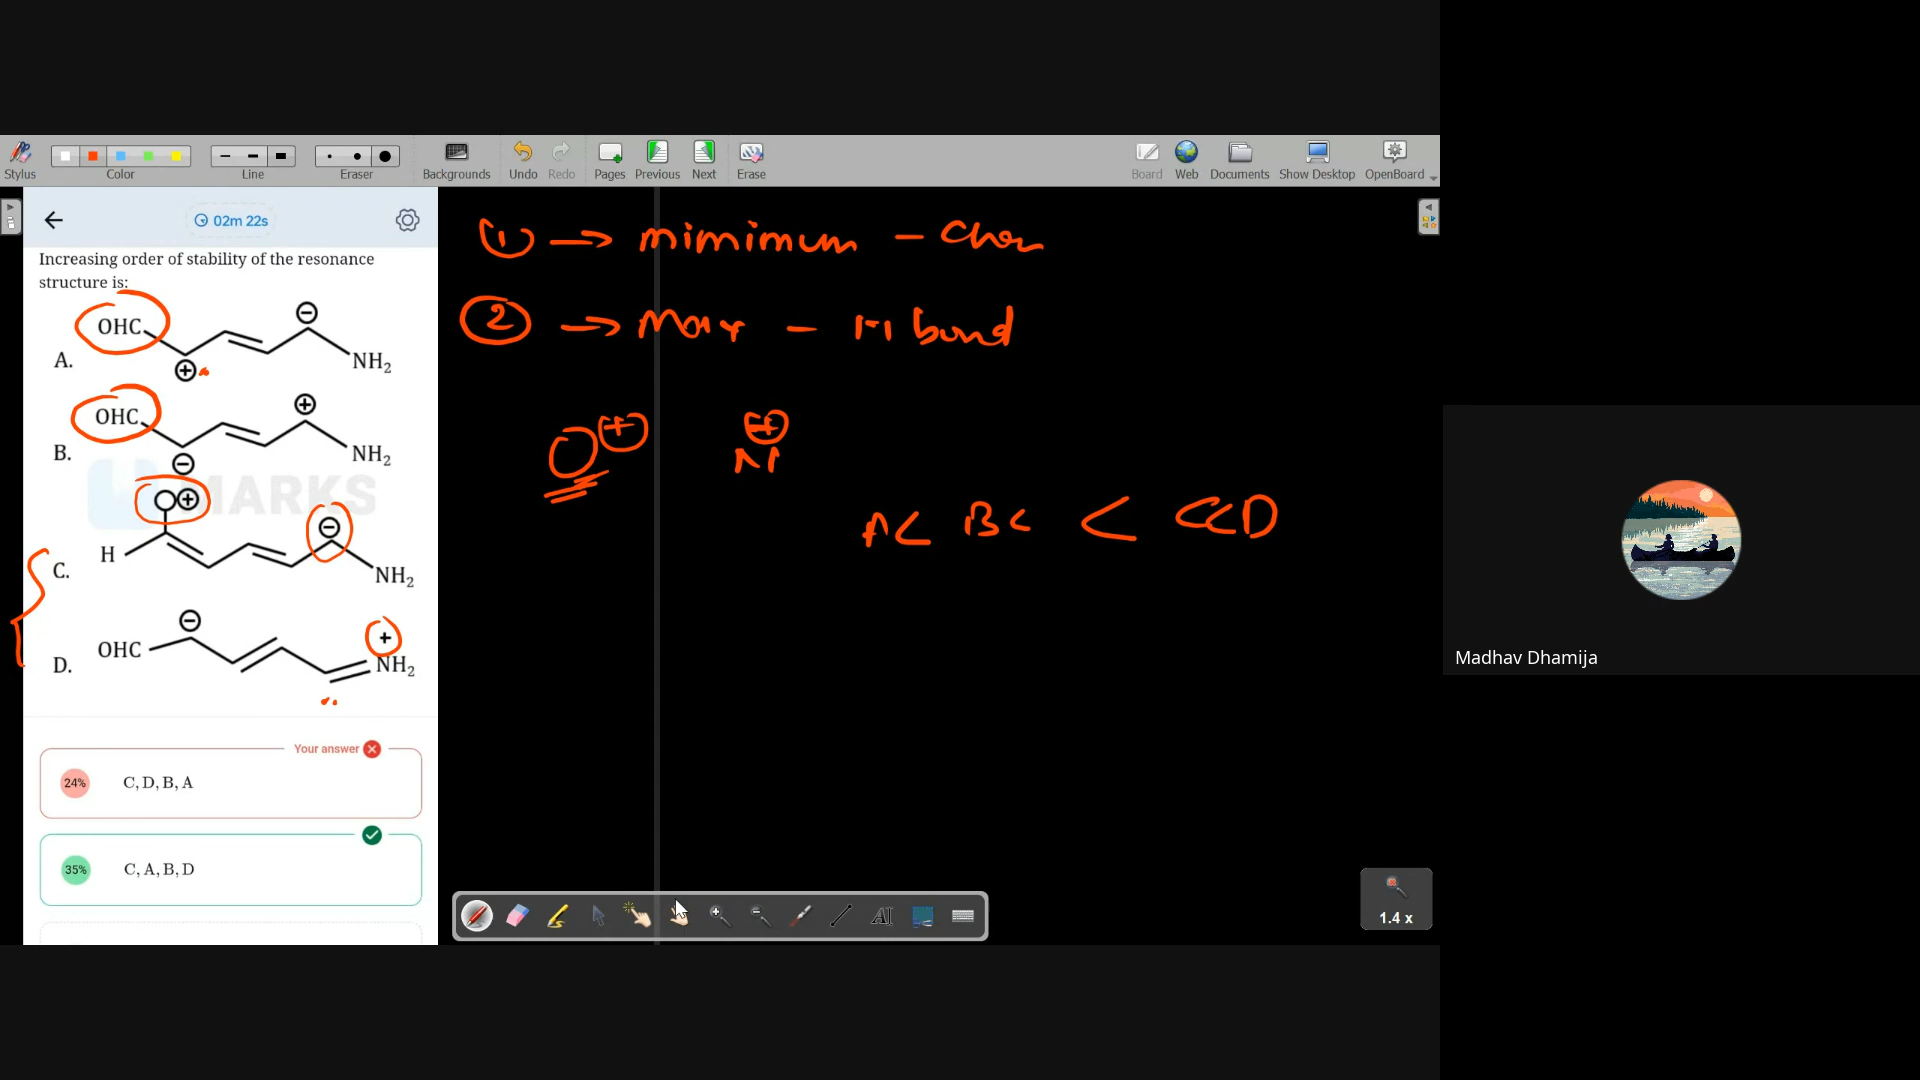 Stylus
Color
Line
Eraser
Backgrounds
Undo
Redo
Pages
Previous
Next
Erase
Board
Web
Documents
Show Desktop
OpenBoard
02m 22s
Increasing order of stability of the resonance
structure is:
OHC
A.
NH₂
OHC
B.
NH₂
MARKS
O
H
C.
NH₂
OHC
D.
NH₂
Your answer
24%
C, D, B, A
35%
C, A, B, D
① → mimimum –
② → Max – π bond
O⊕
N⊕
A< B< < C<D
1.4 x
Madhav Dhamija